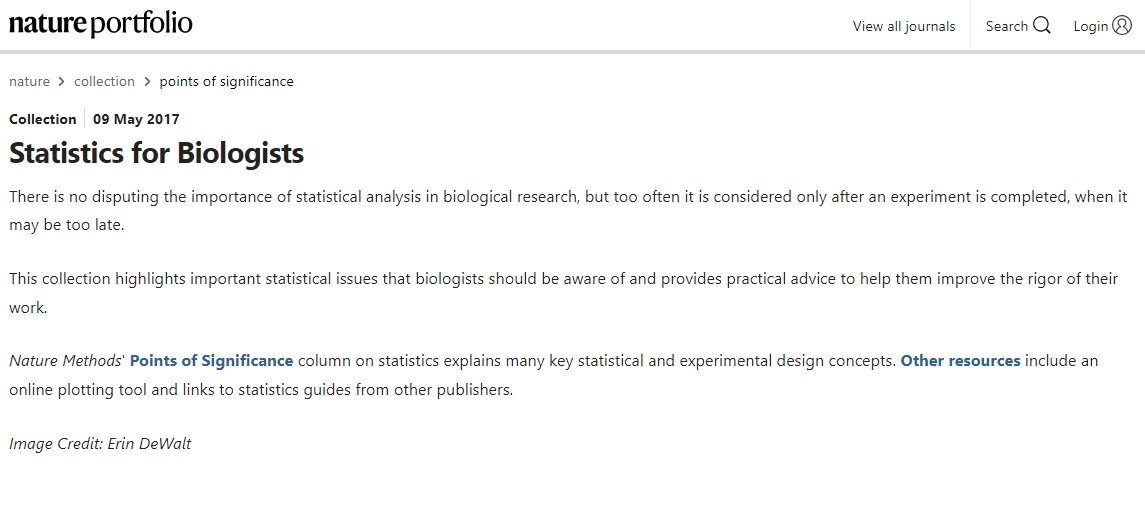 nature portfolio
View all journals
Search
Login
nature > collection > points of significance
Collection | 09 May 2017
Statistics for Biologists
There is no disputing the importance of statistical analysis in biological research, but too often it is considered only after an experiment is completed, when it
may be too late.
This collection highlights important statistical issues that biologists should be aware of and provides practical advice to help them improve the rigor of their
work.
Nature Methods' Points of Significance column on statistics explains many key statistical and experimental design concepts. Other resources include an
online plotting tool and links to statistics guides from other publishers.
Image Credit: Erin DeWalt